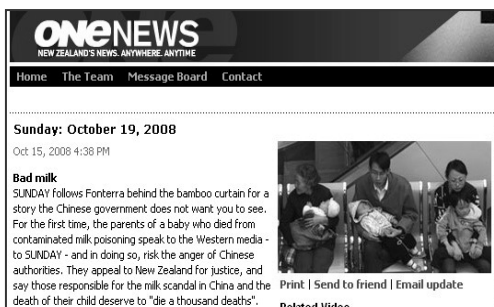 ONE NEWS
NEW ZEALAND'S NEWS. ANYWHERE. ANYTIME
Home The Team Message Board Contact
Sunday: October 19, 2008
Oct 15, 2008 4:38 PM
Bad milk
SUNDAY follows Fonterra behind the bamboo curtain for a
story the Chinese government does not want you to see.
For the first time, the parents of a baby who died from
contaminated milk poisoning speak to the Western media -
to SUNDAY - and in doing so, risk the anger of Chinese
authorities. They appeal to New Zealand for justice, and
say those responsible for the milk scandal in China and the
death of their child deserve to "die a thousand deaths".
Print | Send to friend | Email update
Related Video